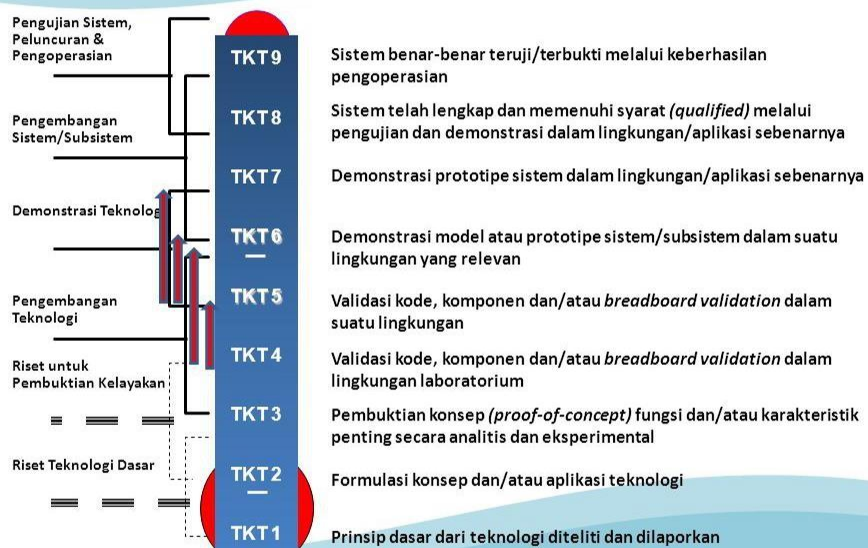 Pengujian Sistem,
Peluncuran &
Pengoperasian
Pengembangan
Sistem/Subsistem
Demonstrasi Teknolog
Pengembangan
Teknologi
Riset untuk
Pembuktian Kelayakan
Riset Teknologi Dasar
TKT9
Sistem benar-benar teruji/terbukti melalui keberhasilan
pengoperasian
TKT8
Sistem telah lengkap dan memenuhi syarat (qualified) melalui
pengujian dan demonstrasi dalam lingkungan/aplikasi sebenarnya
TKT7
Demonstrasi prototipe sistem dalam lingkungan/aplikasi sebenarnya
TKT6
Demonstrasi model atau prototipe sistem/subsistem dalam suatu
lingkungan yang relevan
TKT5
Validasi kode, komponen dan/atau breadboard validation dalam
suatu lingkungan
TKT4
Validasi kode, komponen dan/atau breadboard validation dalam
lingkungan laboratorium
TKT3
Pembuktian konsep (proof-of-concept) fungsi dan/atau karakteristik
penting secara analitis dan eksperimental
TKT2
Formulasi konsep dan/atau aplikasi teknologi
TKT1
Prinsip dasar dari teknologi diteliti dan dilaporkan